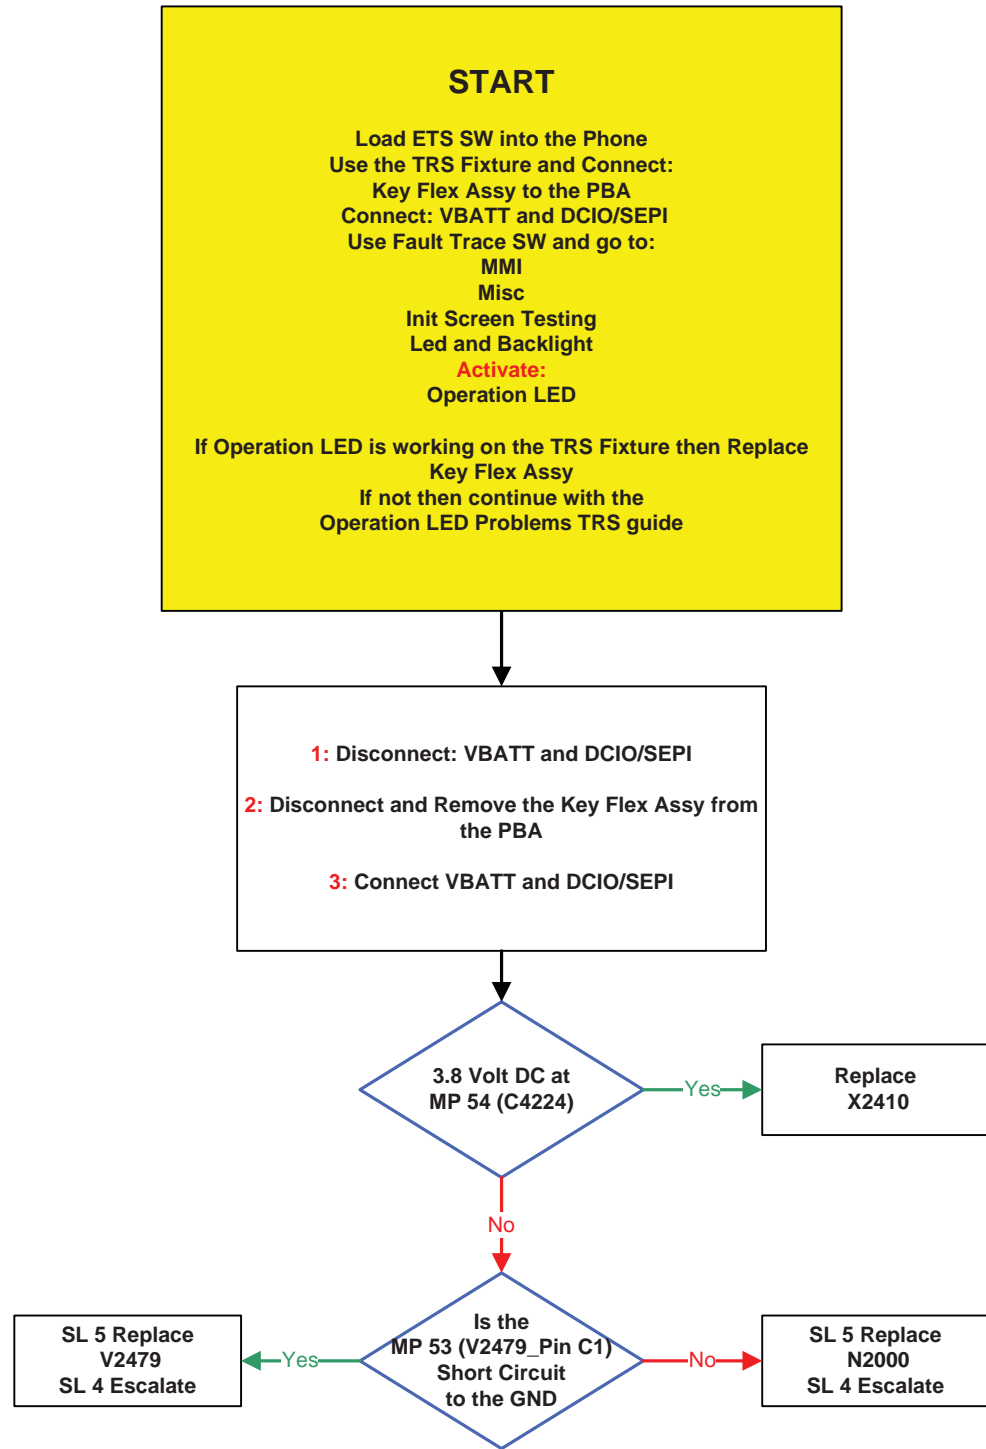 START
Load ETS SW into the Phone
Use the TRS Fixture and Connect:
Key Flex Assy to the PBA
Connect: VBATT and DCIO/SEPI
Use Fault Trace SW and go to:
MMI
Misc
Init Screen Testing
Led and Backlight
Activate:
Operation LED
If Operation LED is working on the TRS Fixture then Replace
Key Flex Assy
If not then continue with the
Operation LED Problems TRS guide
1: Disconnect: VBATT and DCIO/SEPI
2: Disconnect and Remove the Key Flex Assy from
the PBA
3: Connect VBATT and DCIO/SEPI
3.8 Volt DC at
MP 54 (C4224)
Yes
Replace
X2410
No
Is the
MP 53 (V2479_Pin C1)
Short Circuit
to the GND
Yes
SL 5 Replace
V2479
SL 4 Escalate
No
SL 5 Replace
N2000
SL 4 Escalate